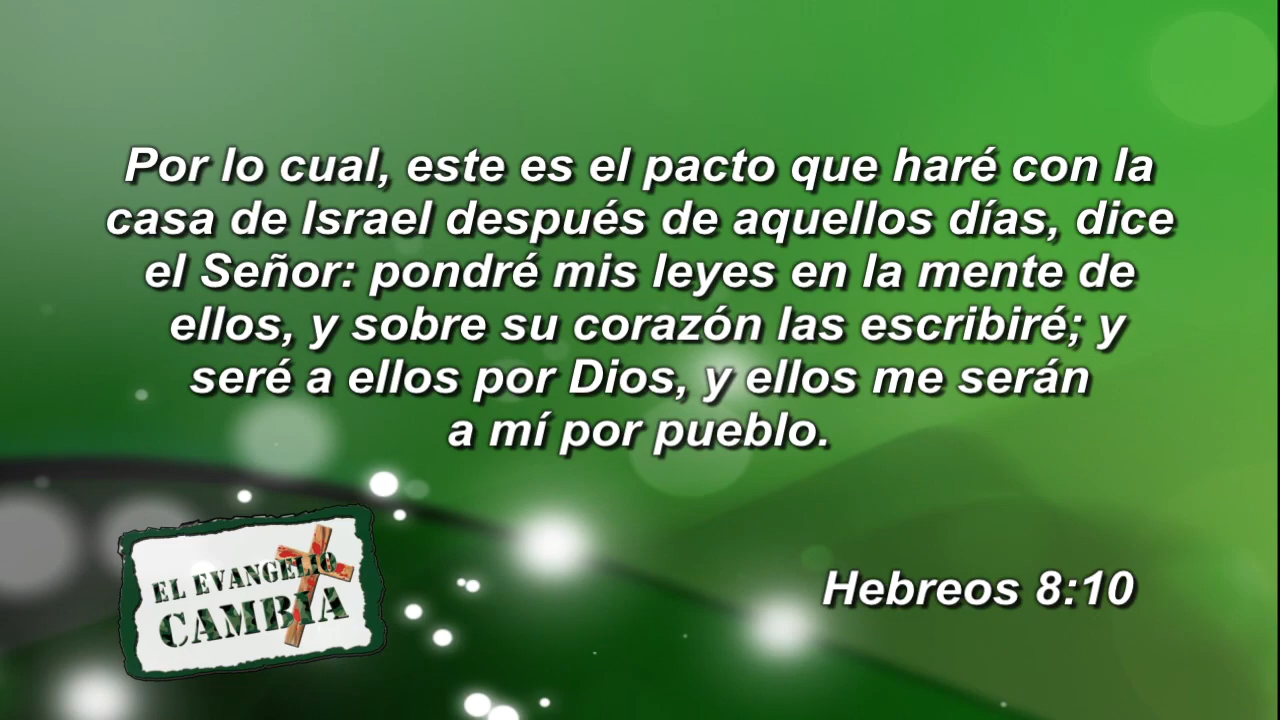 Por lo cual, este es el pacto que haré con la
casa de Israel después de aquellos días, dice
el Señor: pondré mis leyes en la mente de
ellos, y sobre su corazón las escribiré; y
seré a ellos por Dios, y ellos me serán
a mí por pueblo.
EL EVANGELIO
CAMBIA
Hebreos 8:10